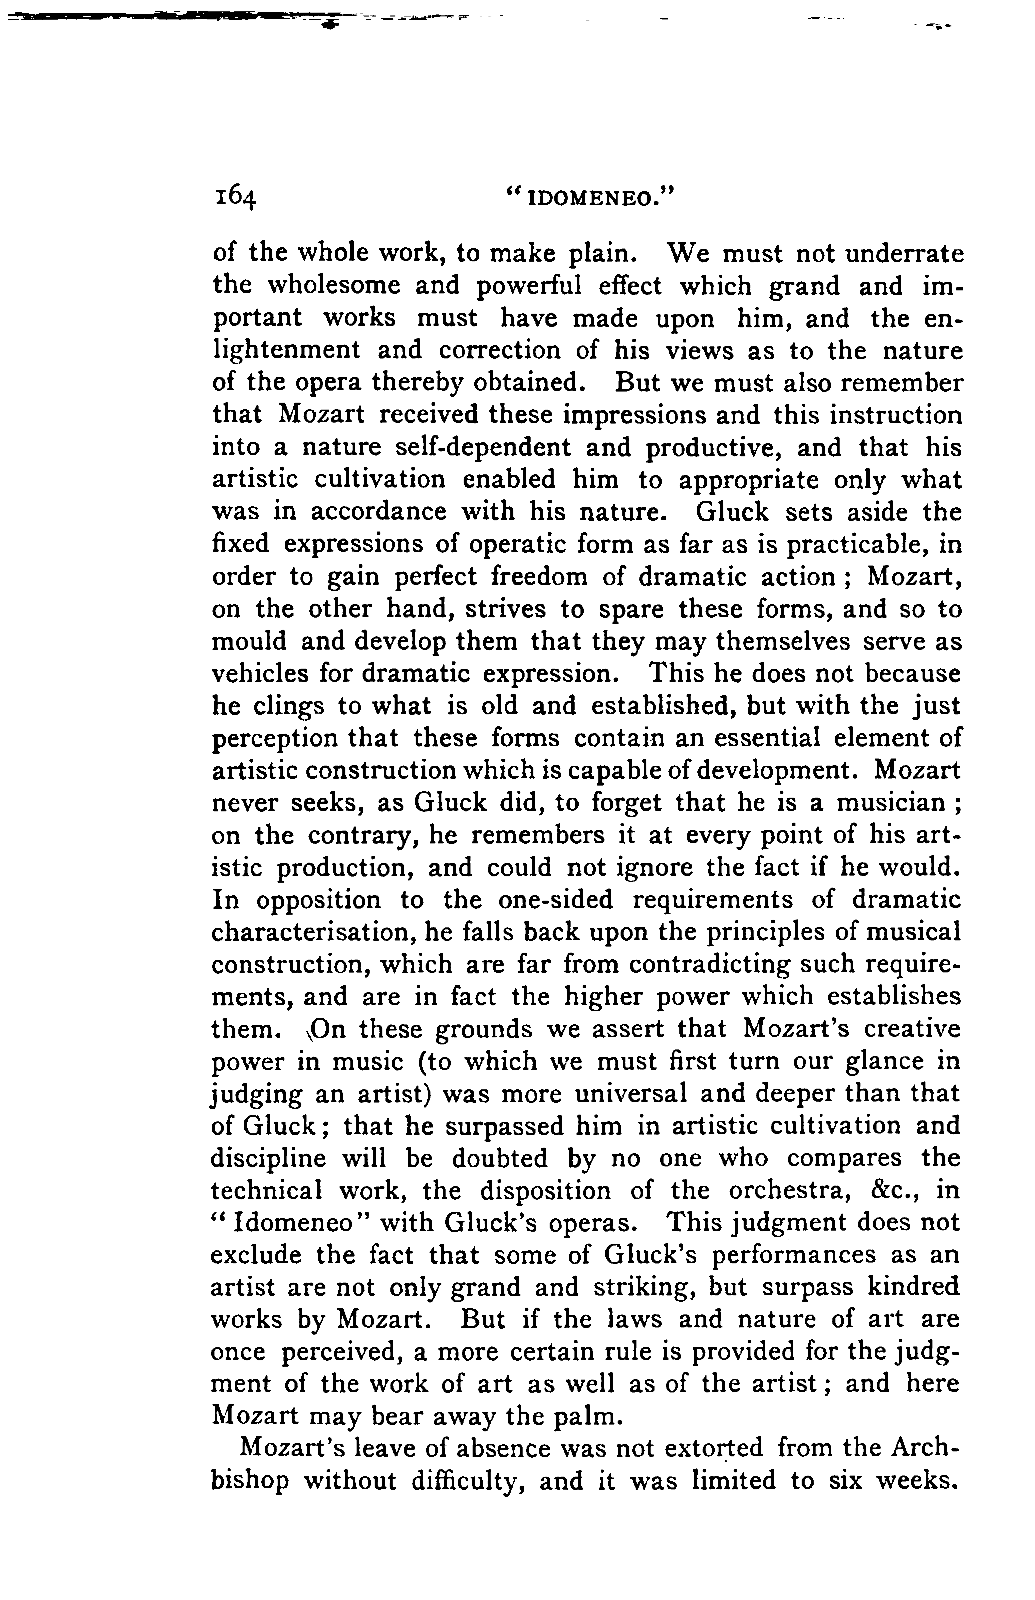 164 "IDOMENEO."
of the whole work, to make plain. We must not underrate
the wholesome and powerful effect which grand and im-
portant works must have made upon him, and the en-
lightenment and correction of his views as to the nature
of the opera thereby obtained. But we must also remember
that Mozart received these impressions and this instruction
into a nature self-dependent and productive, and that his
artistic cultivation enabled him to appropriate only what
was in accordance with his nature. Gluck sets aside the
fixed expressions of operatic form as far as is practicable, in
order to gain perfect freedom of dramatic action ; Mozart,
on the other hand, strives to spare these forms, and so to
mould and develop them that they may themselves serve as
vehicles for dramatic expression. This he does not because
he clings to what is old and established, but with the just
perception that these forms contain an essential element of
artistic construction which is capable of development. Mozart
never seeks, as Gluck did, to forget that he is a musician ;
on the contrary, he remembers it at every point of his art-
istic production, and could not ignore the fact if he would.
In opposition to the one-sided requirements of dramatic
characterisation, he falls back upon the principles of musical
construction, which are far from contradicting such require-
ments, and are in fact the higher power which establishes
them. On these grounds we assert that Mozart's creative
power in music (to which we must first turn our glance in
judging an artist) was more universal and deeper than that
of Gluck; that he surpassed him in artistic cultivation and
discipline will be doubted by no one who compares the
technical work, the disposition of the orchestra, &c., in
"Idomeneo" with Gluck's operas. This judgment does not
exclude the fact that some of Gluck's performances as an
artist are not only grand and striking, but surpass kindred
works by Mozart. But if the laws and nature of art are
once perceived, a more certain rule is provided for the judg-
ment of the work of art as well as of the artist ; and here
Mozart may bear away the palm.
Mozart's leave of absence was not extorted from the Arch-
bishop without difficulty, and it was limited to six weeks.